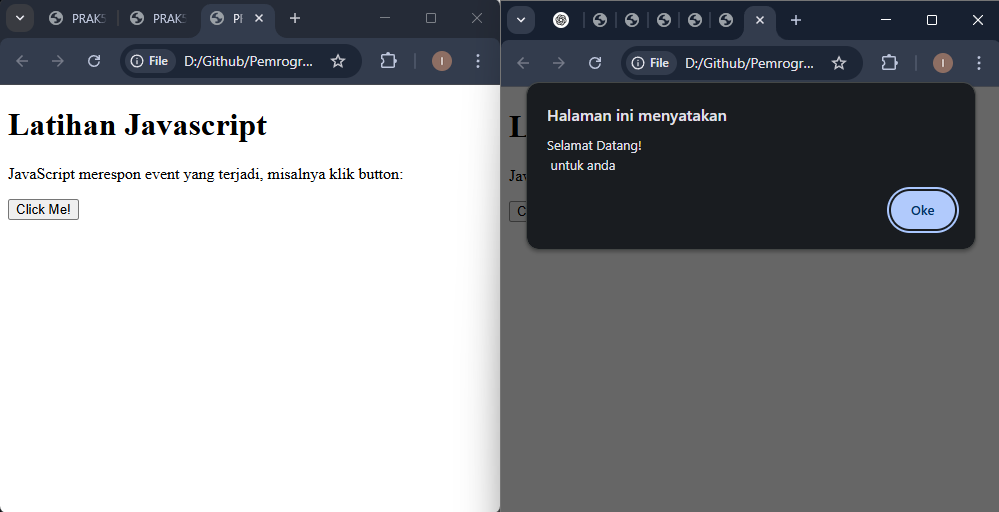 PRAKS
PRAKS
PI
File
D:/Github/Pemrogr...
I
Latihan Javascript
JavaScript merespon event yang terjadi, misalnya klik button:
Click Me!
File
D:/Github/Pemrogr...
I
Halaman ini menyatakan
Selamat Datang!
untuk anda
Oke
L
Jav
C